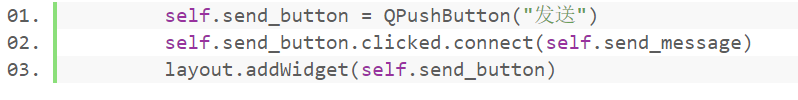 01. self.send_button = QPushButton("发送")
02. self.send_button.clicked.connect(self.send_message)
03. layout.addWidget(self.send_button)